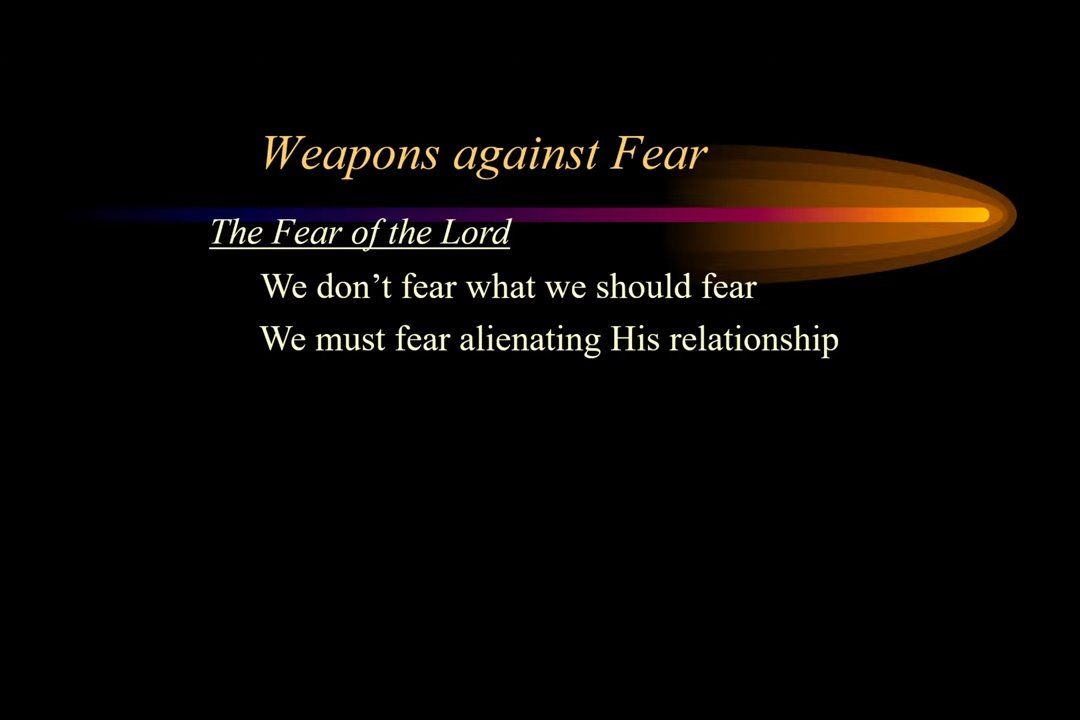 Weapons against Fear
The Fear of the Lord
We don’t fear what we should fear
We must fear alienating His relationship